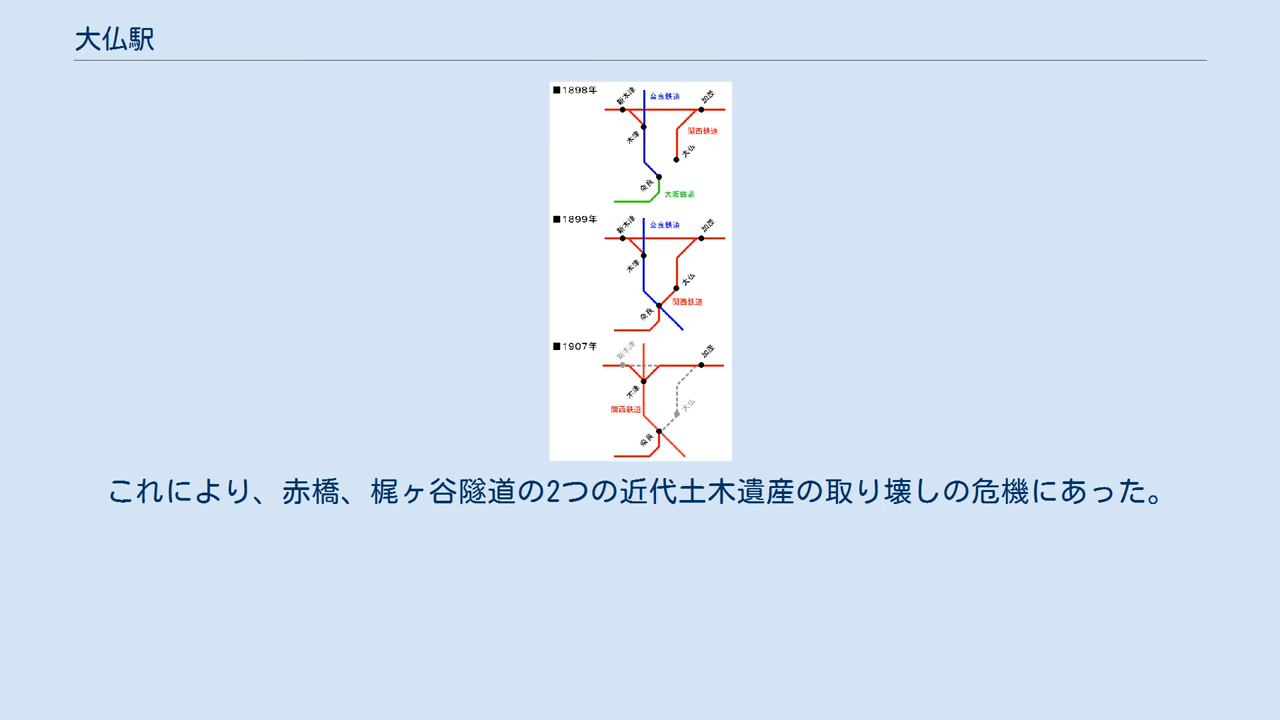 大仏駅
■1898年
新木津
奈良鉄道
加茂
木津
関西鉄道
大仏
奈良
大阪鉄道
■1899年
新木津
奈良鉄道
加茂
木津
大仏
関西鉄道
奈良
■1907年
新木津
加茂
木津
関西鉄道
大仏
奈良
これにより、赤橋、梶ヶ谷隧道の2つの近代土木遺産の取り壊しの危機にあった。